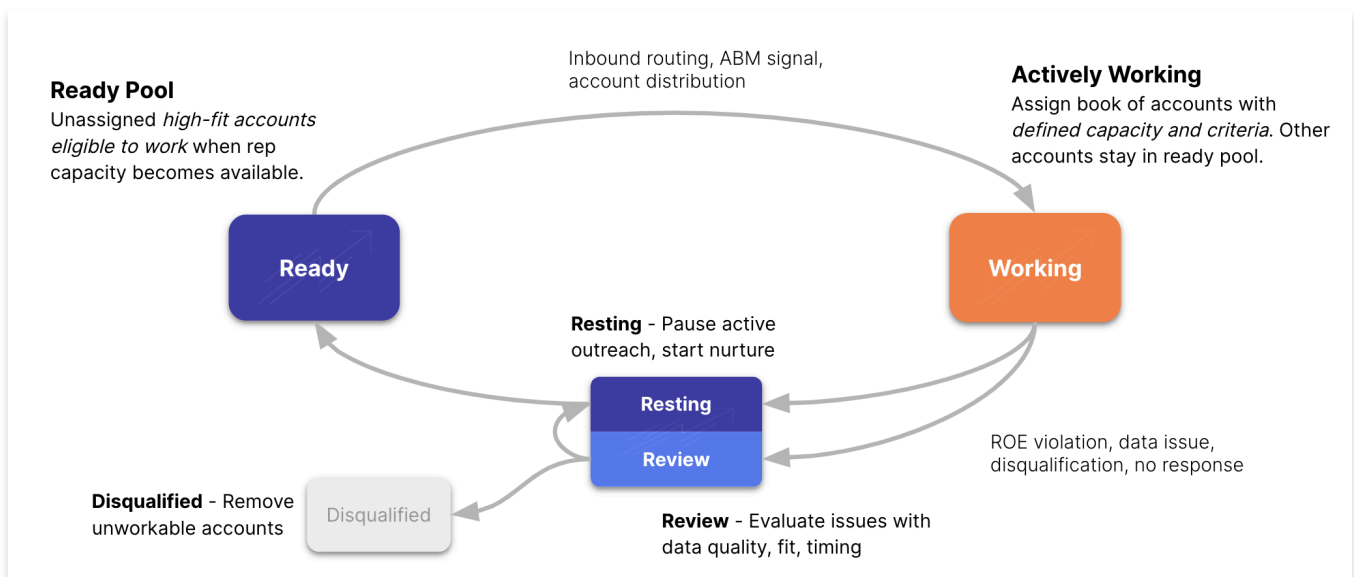 Inbound routing, ABM signal,
account distribution
Ready Pool
Unassigned high-fit accounts
eligible to work when rep
capacity becomes available.
Actively Working
Assign book of accounts with
defined capacity and criteria. Other
accounts stay in ready pool.
Ready
Working
Resting - Pause active
outreach, start nurture
Resting
Review
ROE violation, data issue,
disqualification, no response
Disqualified - Remove
unworkable accounts
Disqualified
Review - Evaluate issues with
data quality, fit, timing